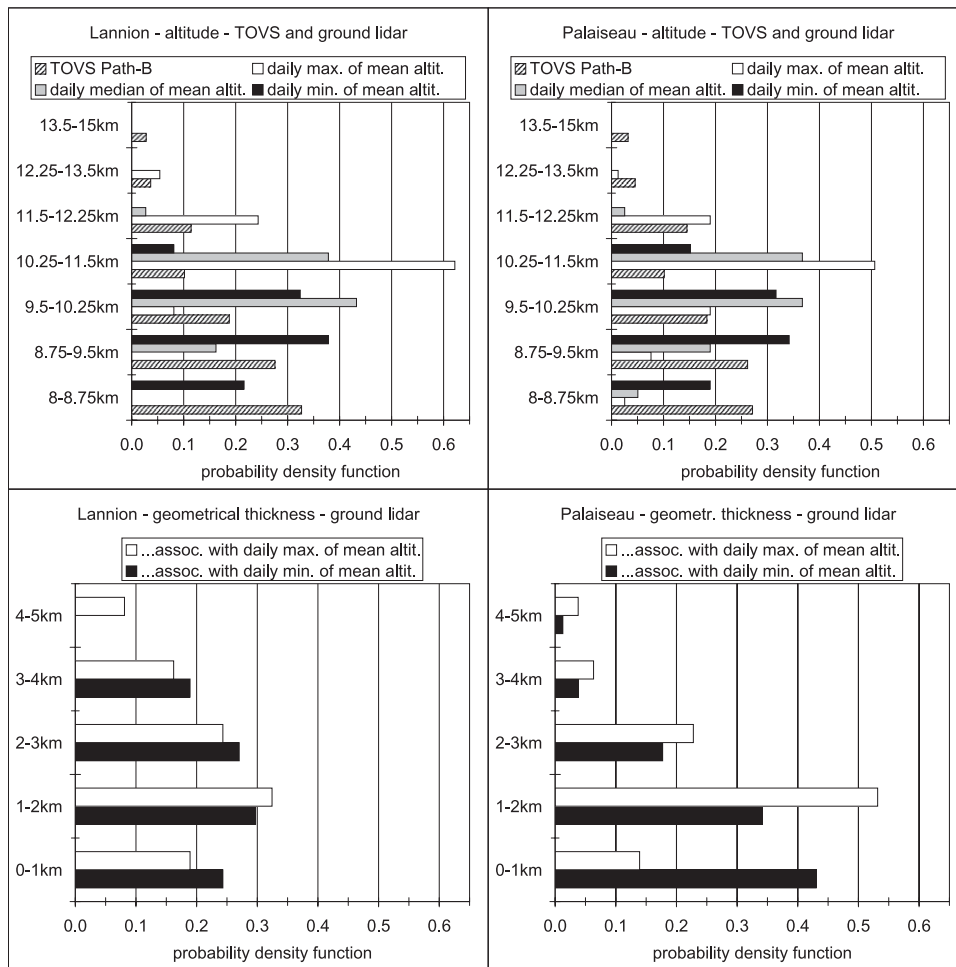 Lannion - altitude - TOVS and ground lidar
TOVS Path-B
daily max. of mean altit.
daily median of mean altit.
daily min. of mean altit.
13.5-15km
12.25-13.5km
11.5-12.25km
10.25-11.5km
9.5-10.25km
8.75-9.5km
8-8.75km
0.0 0.1 0.2 0.3 0.4 0.5 0.6
probability density function
Palaiseau - altitude - TOVS and ground lidar
TOVS Path-B
daily max. of mean altit.
daily median of mean altit.
daily min. of mean altit.
13.5-15km
12.25-13.5km
11.5-12.25km
10.25-11.5km
9.5-10.25km
8.75-9.5km
8-8.75km
0.0 0.1 0.2 0.3 0.4 0.5 0.6
probability density function
Lannion - geometrical thickness - ground lidar
...assoc. with daily max. of mean altit.
...assoc. with daily min. of mean altit.
4-5km
3-4km
2-3km
1-2km
0-1km
0.0 0.1 0.2 0.3 0.4 0.5 0.6
probability density function
Palaiseau - geometr. thickness - ground lidar
...assoc. with daily max. of mean altit.
...assoc. with daily min. of mean altit.
4-5km
3-4km
2-3km
1-2km
0-1km
0.0 0.1 0.2 0.3 0.4 0.5 0.6
probability density function